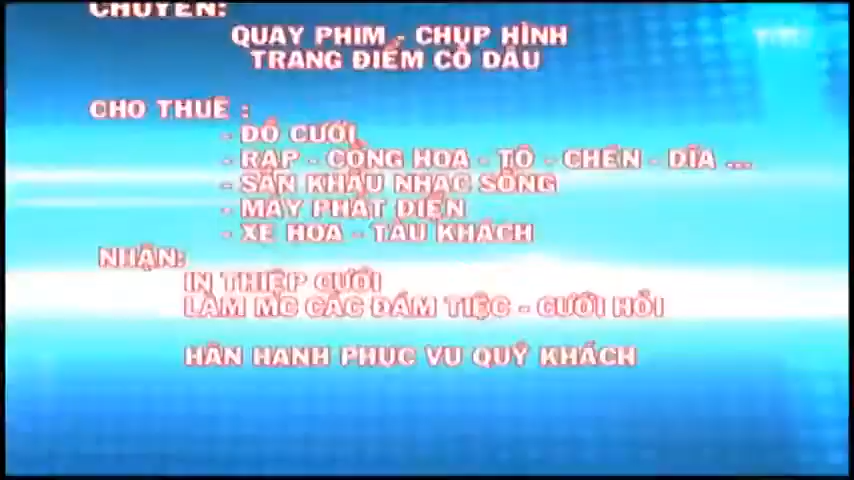 CHUYÊN:
QUAY PHIM - CHỤP HÌNH
TRANG ĐIỂM CÔ DÂU
CHO THUÊ :
- ĐỒ CƯỚI
- RẠP - CỔNG HOA - TÔ - CHÉN - DĨA ...
- SÂN KHẤU NHẠC SỐNG
- MÁY PHÁT ĐIỆN
- XE HOA - TÀU KHÁCH
NHẬN:
IN THIỆP CƯỚI
LÀM MC CÁC ĐÁM TIỆC - CƯỚI HỎI
HÂN HẠNH PHỤC VỤ QUÝ KHÁCH